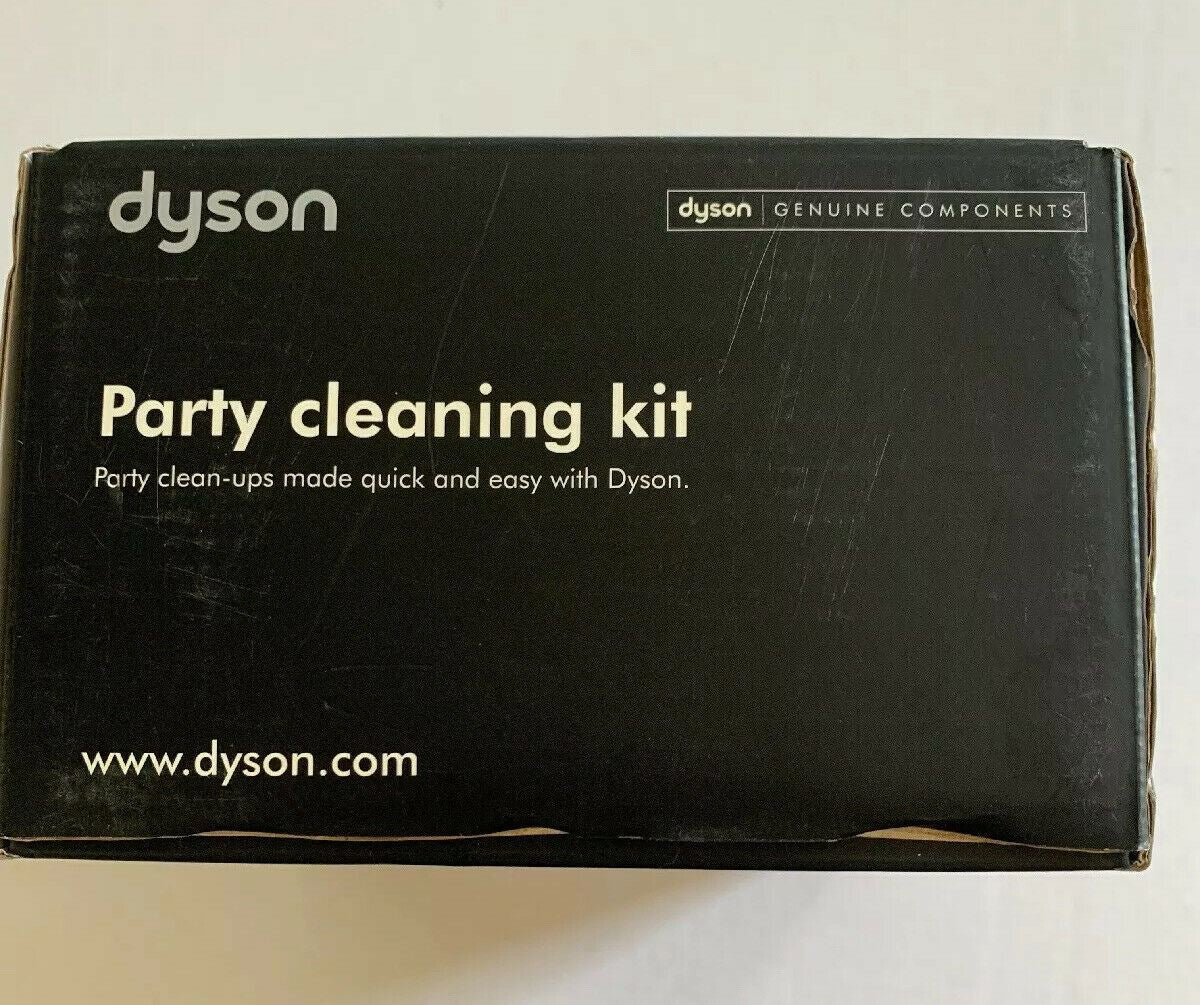 dyson
dyson GENUINE COMPONENTS
Party cleaning kit
Party clean-ups made quick and easy with Dyson.
www.dyson.com